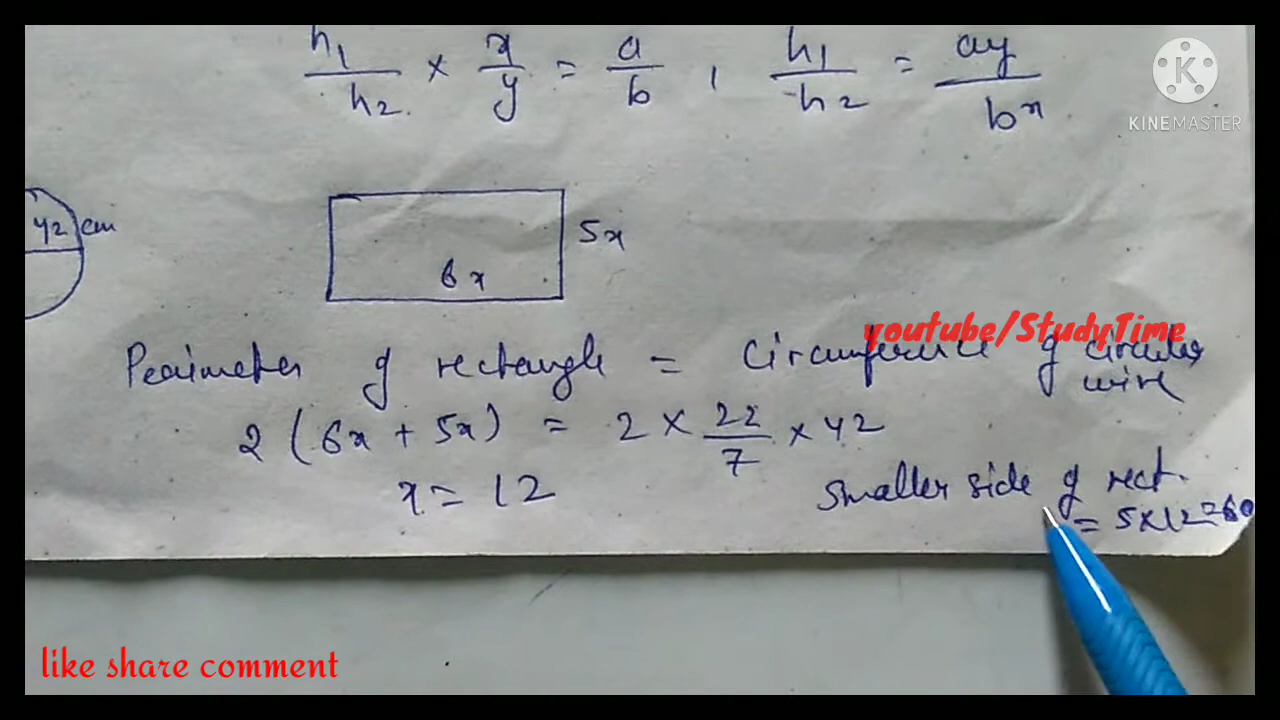 h1/h2 × x/y = a/b , h1/h2 = ay/bx
K
KINEMASTER
42 cm
5x
6x
youtube/StudyTime
Perimeter of rectangle = Circumference of circular
wire
2 (6x + 5x) = 2 × 22/7 × 42
x = 12
Smaller side of rect.
= 5×12=60
like share comment